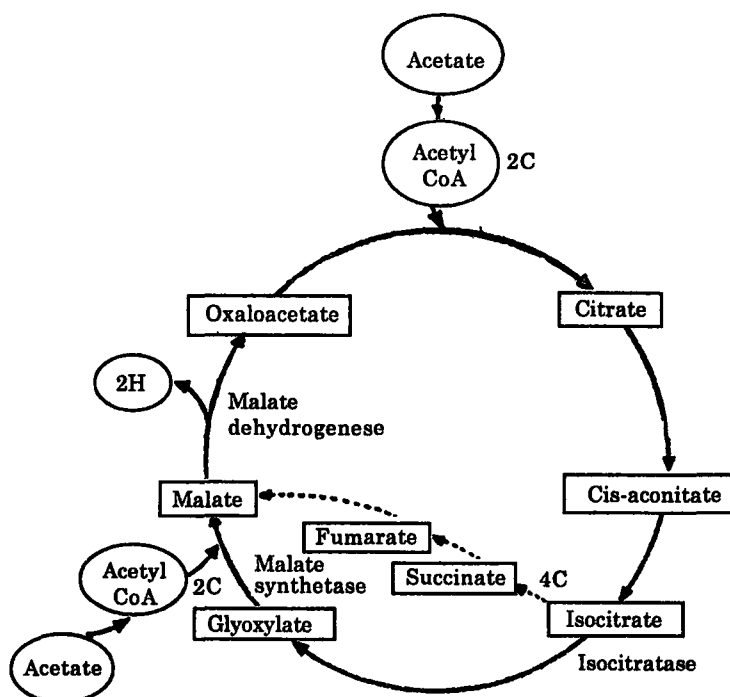 Acetate
Acetyl
CoA
2C
Oxaloacetate
Citrate
2H
Malate
dehydrogenese
Malate
Cis-aconitate
Fumarate
Acetyl
CoA
2C
Malate
synthetase
Succinate
4C
Glyoxylate
Isocitrate
Acetate
Isocitratase